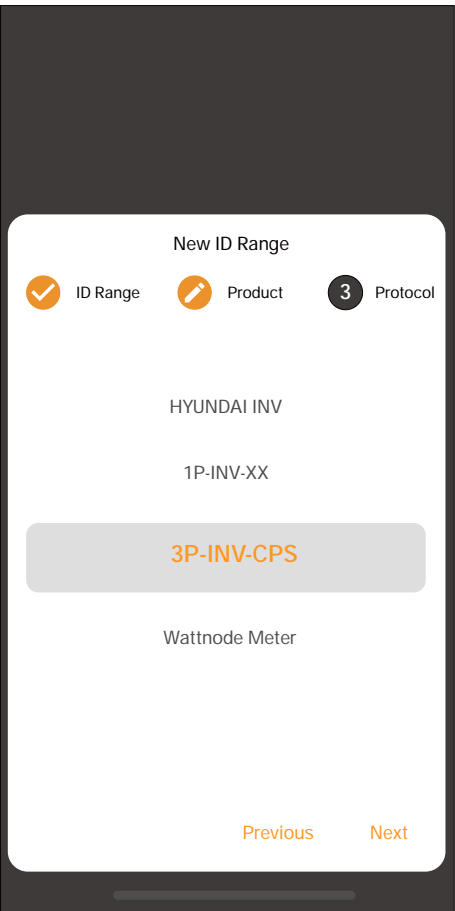 New ID Range
ID Range Product 3 Protocol
HYUNDAI INV
1P-INV-XX
3P-INV-CPS
Wattnode Meter
Previous Next